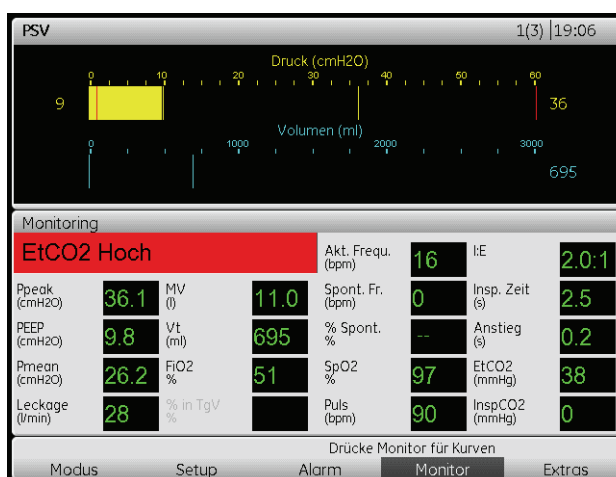 PSV 1(3) |19:06
Druck (cmH2O)
0 10 20 30 40 50 60
9 36
Volumen (ml)
0 1000 2000 3000
695
Monitoring
EtCO2 Hoch
Akt. Frequ. (bpm) 16 I:E 2.0:1
Ppeak (cmH2O) 36.1 MV (l) 11.0 Spont. Fr. (bpm) 0 Insp. Zeit (s) 2.5
PEEP (cmH2O) 9.8 Vt (ml) 695 % Spont. % -- Anstieg (s) 0.2
Pmean (cmH2O) 26.2 FiO2 % 51 SpO2 % 97 EtCO2 (mmHg) 38
Leckage (l/min) 28 % in TgV % Puls (bpm) 90 InspCO2 (mmHg) 0
Drücke Monitor für Kurven
Modus Setup Alarm Monitor Extras